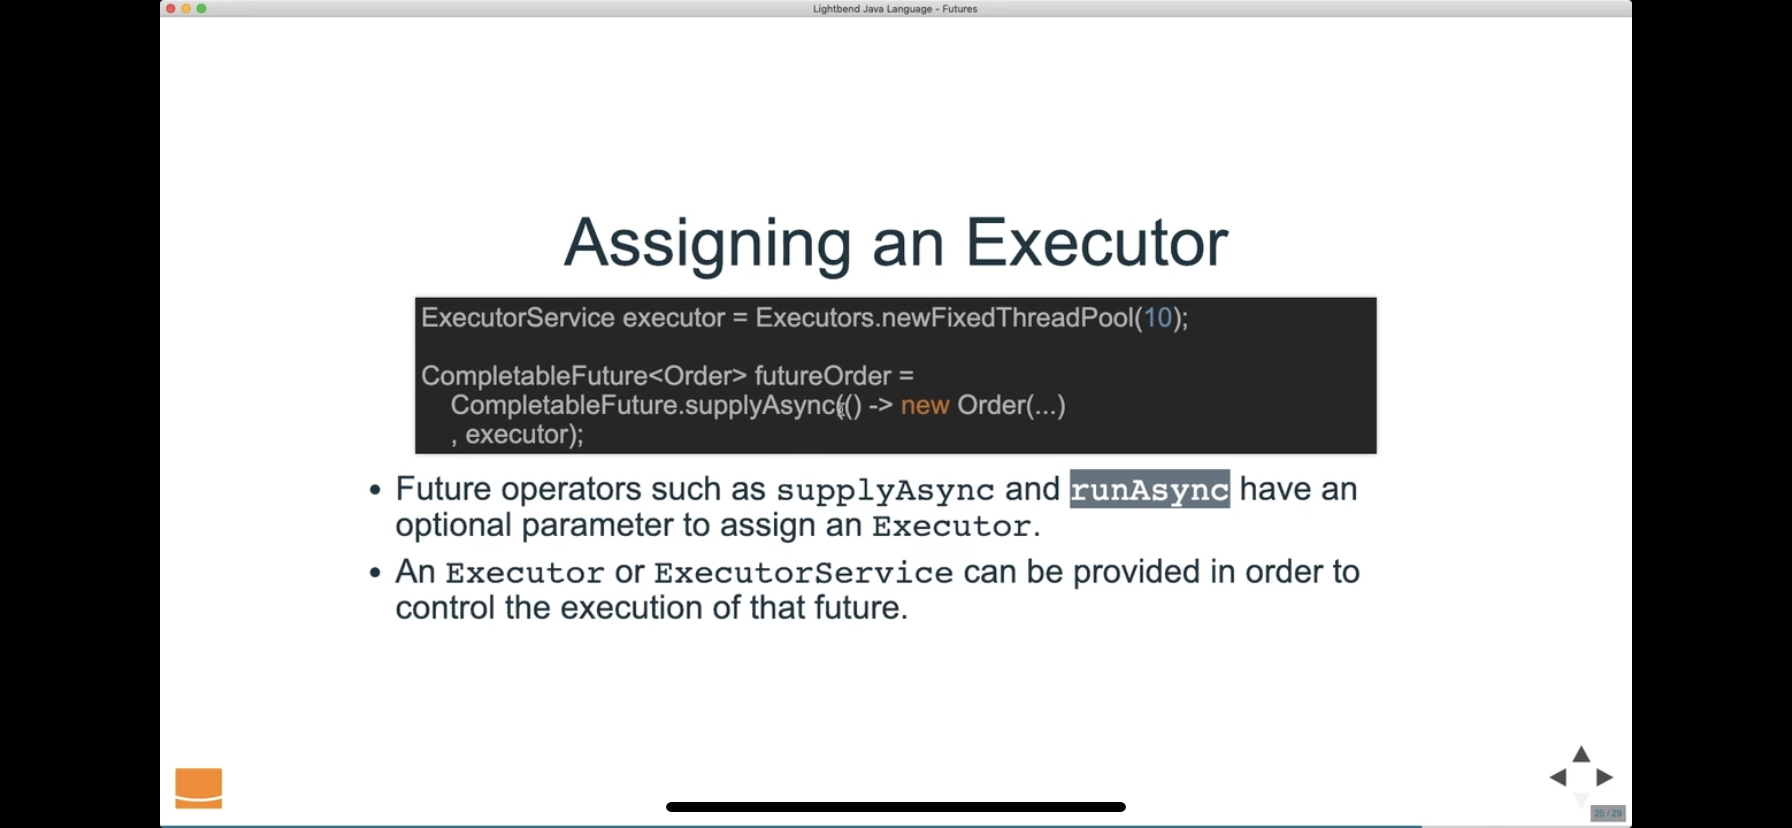 Lightbend Java Language - Futures
Assigning an Executor
ExecutorService executor = Executors.newFixedThreadPool(10);
CompletableFuture<Order> futureOrder =
CompletableFuture.supplyAsync(() -> new Order(...)
, executor);
• Future operators such as supplyAsync and runAsync have an
optional parameter to assign an Executor.
• An Executor or ExecutorService can be provided in order to
control the execution of that future.
25 / 29